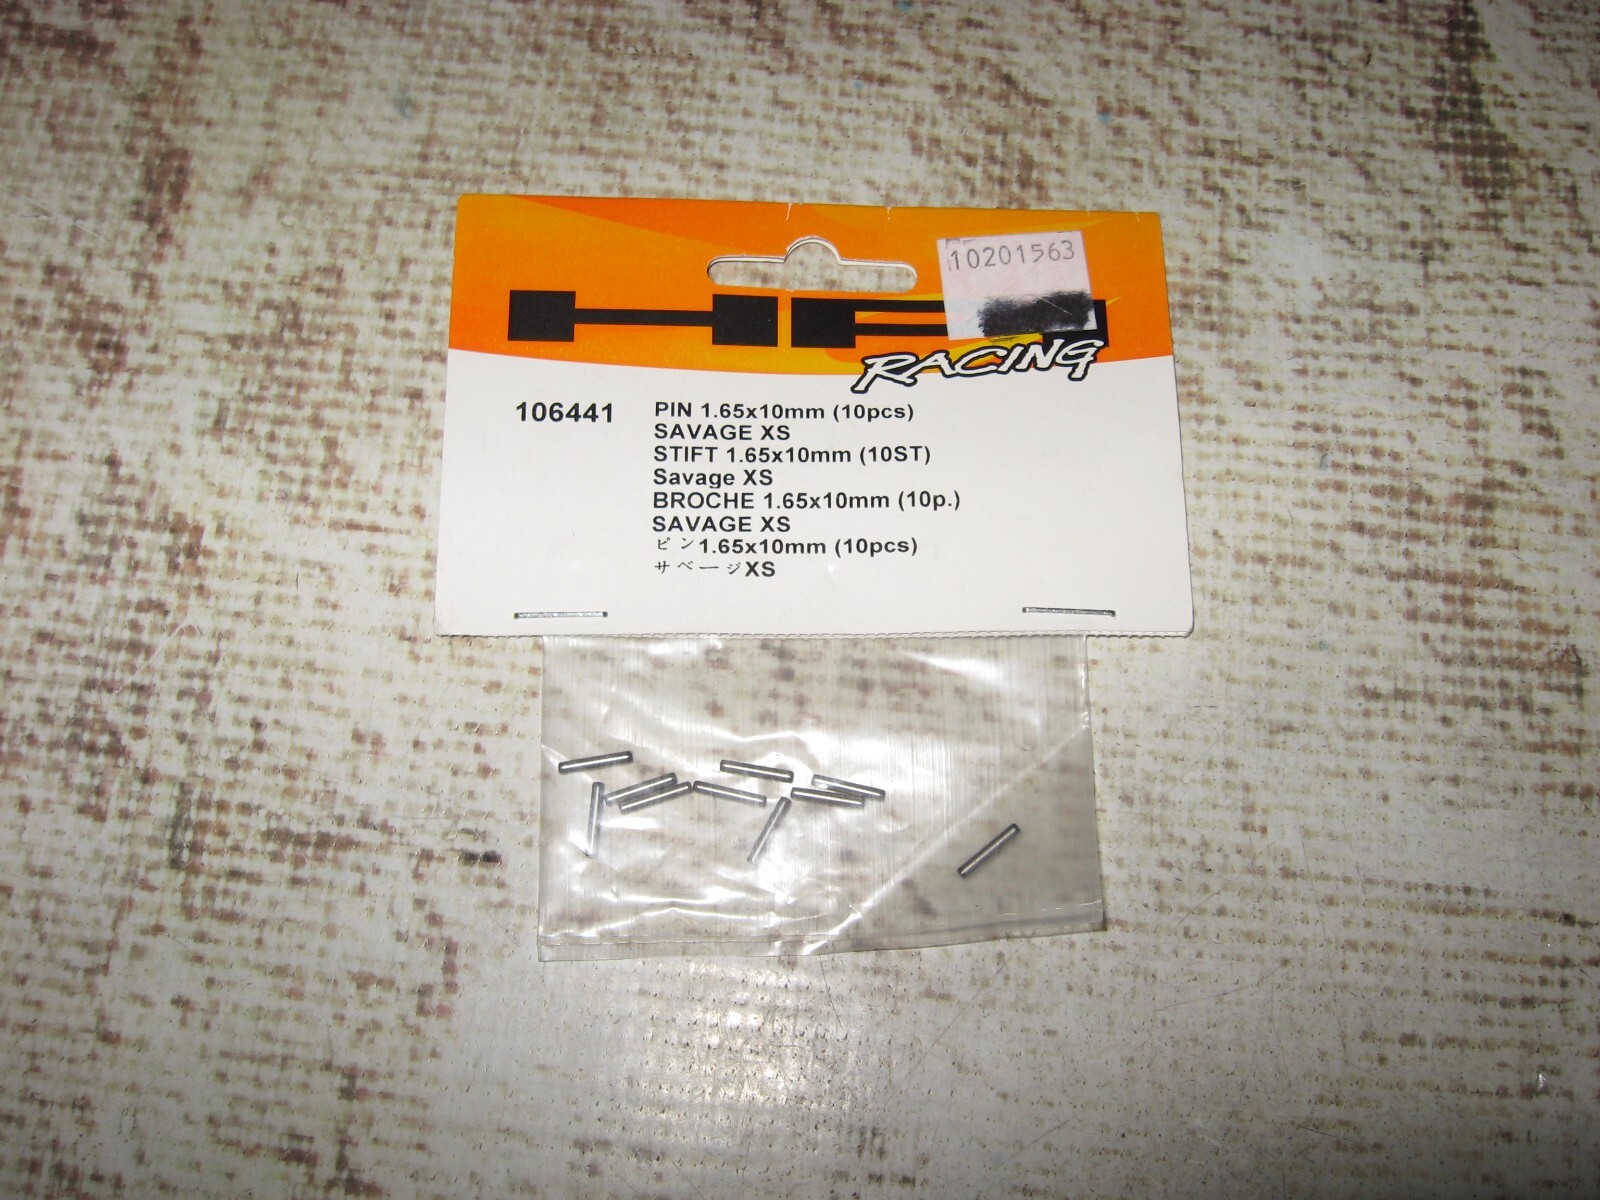 10201563
HPI
RACING
106441
PIN 1.65x10mm (10pcs)
SAVAGE XS
STIFT 1.65x10mm (10ST)
Savage XS
BROCHE 1.65x10mm (10p.)
SAVAGE XS
ピン1.65x10mm (10pcs)
サベージXS